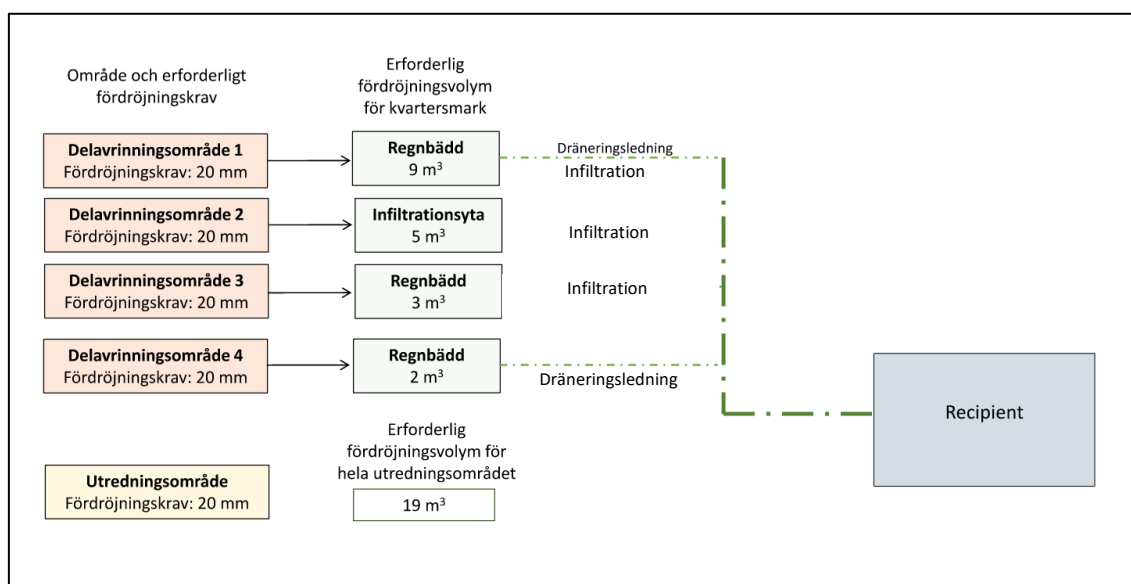 Område och erforderligt
fördröjningskrav
Erforderlig
fördröjningsvolym
för kvartersmark
Delavrinningsområde 1
Fördröjningskrav: 20 mm
Regnbädd
9 m³
Dräneringsledning
Infiltration
Delavrinningsområde 2
Fördröjningskrav: 20 mm
Infiltrationsyta
5 m³
Infiltration
Delavrinningsområde 3
Fördröjningskrav: 20 mm
Regnbädd
3 m³
Infiltration
Delavrinningsområde 4
Fördröjningskrav: 20 mm
Regnbädd
2 m³
Dräneringsledning
Recipient
Erforderlig
fördröjningsvolym för
hela utredningsområdet
Utredningsområde
Fördröjningskrav: 20 mm
19 m³